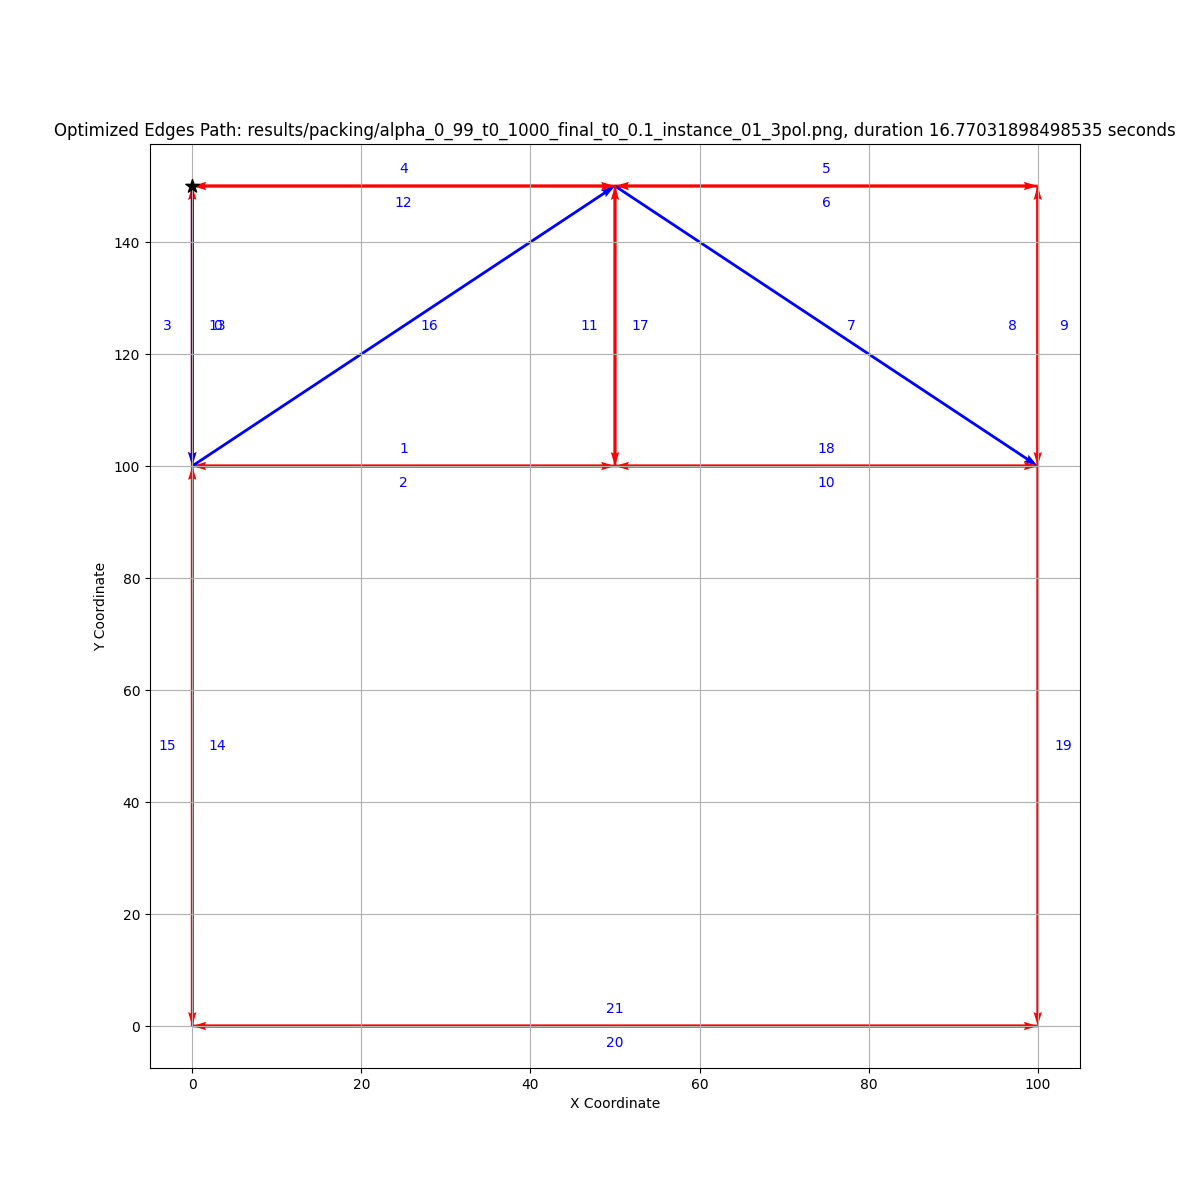 Optimized Edges Path: results/packing/alpha_0_99_t0_1000_final_t0_0.1_instance_01_3pol.png, duration 16.77031898498535 seconds
4 5
12 6
140
3 13 0 16 11 17 7 8 9
120
1 18
100
2 10
80
Y Coordinate
60
15 14 19
40
20
21
0
20
0 20 40 60 80 100
X Coordinate